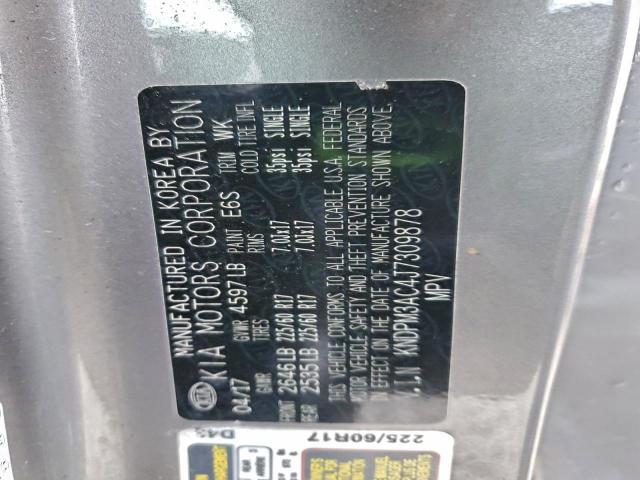 MANUFACTURED IN KOREA BY
KIA KIA MOTORS CORPORATION
04/17 GVWR 4597 LB PAINT E6S TRIM WK
GAWR TIRES RIMS COLD TIRE INFL
FRONT 2646 LB 225/60 R17 7.0Jx17 35psi SINGLE
REAR 2535 LB 225/60 R17 7.0Jx17 35psi SINGLE
THIS VEHICLE CONFORMS TO ALL APPLICABLE U.S.A. FEDERAL
MOTOR VEHICLE SAFETY AND THEFT PREVENTION STANDARDS
IN EFFECT ON THE DATE OF MANUFACTURE SHOWN ABOVE.
V.I.N KNDPM3AC4J7309878
MPV
225/60R17